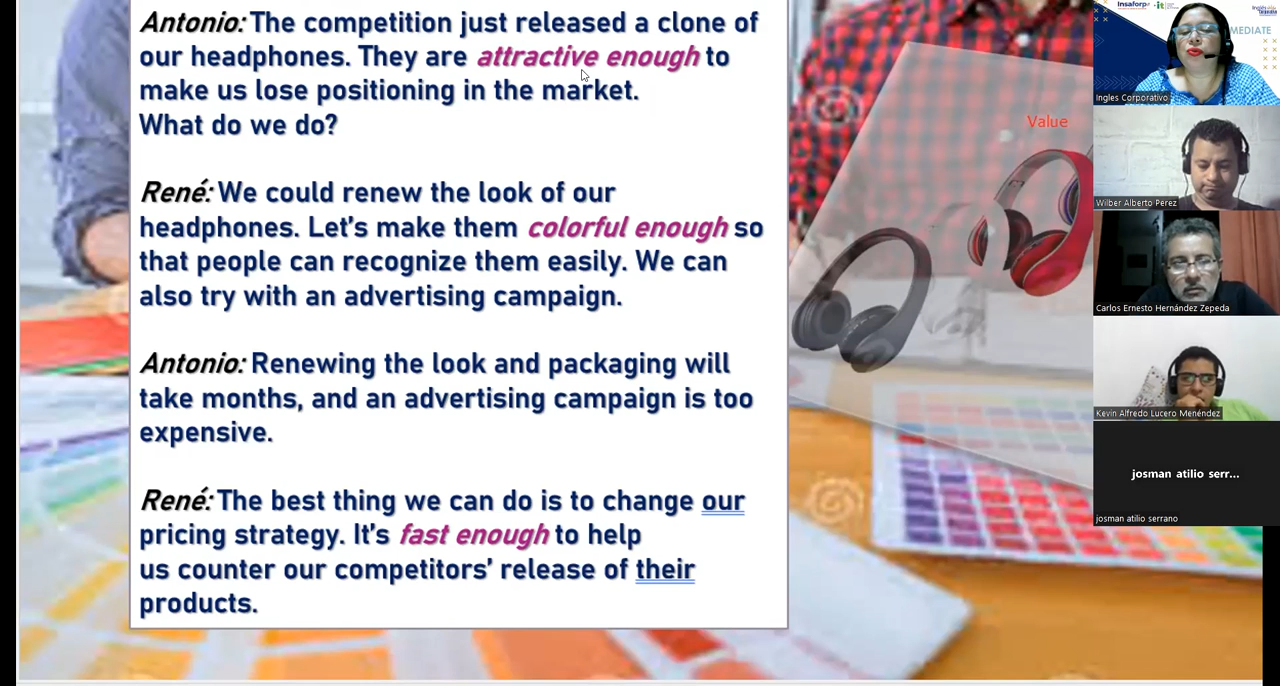 Antonio: The competition just released a clone of
our headphones. They are attractive enough to
make us lose positioning in the market.
What do we do?
René: We could renew the look of our
headphones. Let's make them colorful enough so
that people can recognize them easily. We can
also try with an advertising campaign.
Antonio: Renewing the look and packaging will
take months, and an advertising campaign is too
expensive.
René: The best thing we can do is to change our
pricing strategy. It's fast enough to help
us counter our competitors' release of their
products.
Value
Insaforp
it
MEDIATE
Ingles Corporativo
Wilber Alberto Perez
Carlos Ernesto Hernández Zepeda
Kevin Alfredo Lucero Menéndez
josman atilio serr...
josman atilio serrano